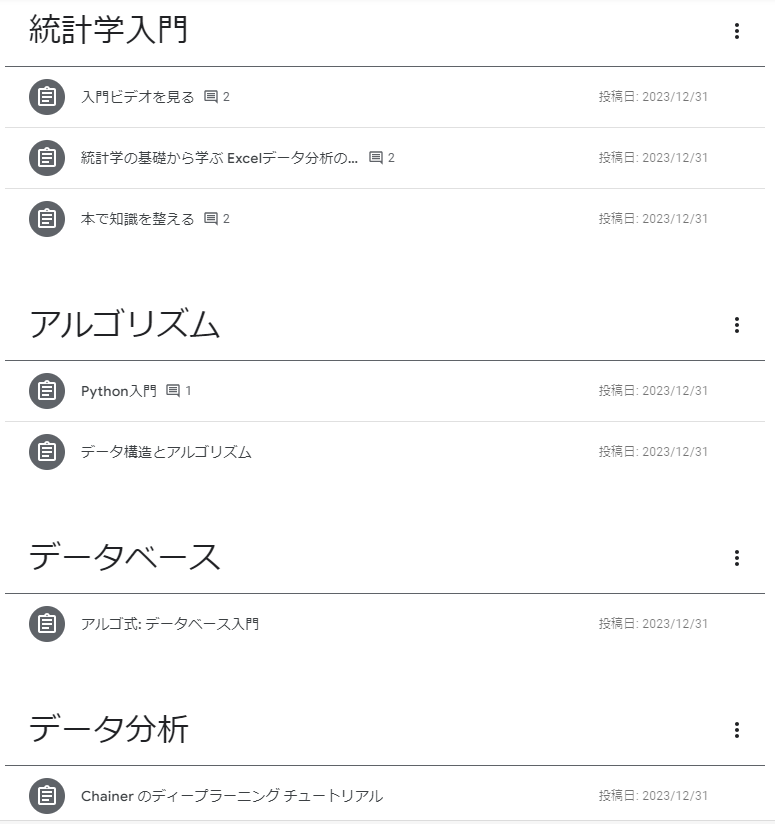 統計学入門
入門ビデオを見る 2 投稿日: 2023/12/31
統計学の基礎から学ぶ Excelデータ分析の... 2 投稿日: 2023/12/31
本で知識を整える 2 投稿日: 2023/12/31
アルゴリズム
Python入門 1 投稿日: 2023/12/31
データ構造とアルゴリズム 投稿日: 2023/12/31
データベース
アルゴ式: データベース入門 投稿日: 2023/12/31
データ分析
Chainer のディープラーニング チュートリアル 投稿日: 2023/12/31